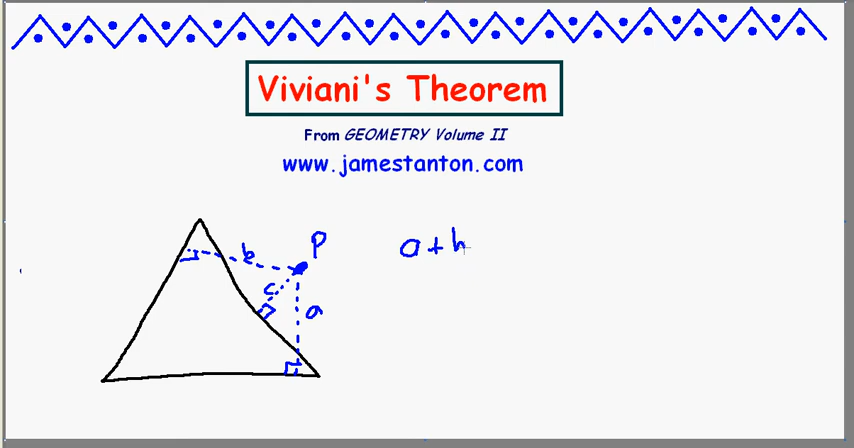 Viviani's Theorem
From GEOMETRY Volume II
www.jamestanton.com
P
a + h
b
c
a